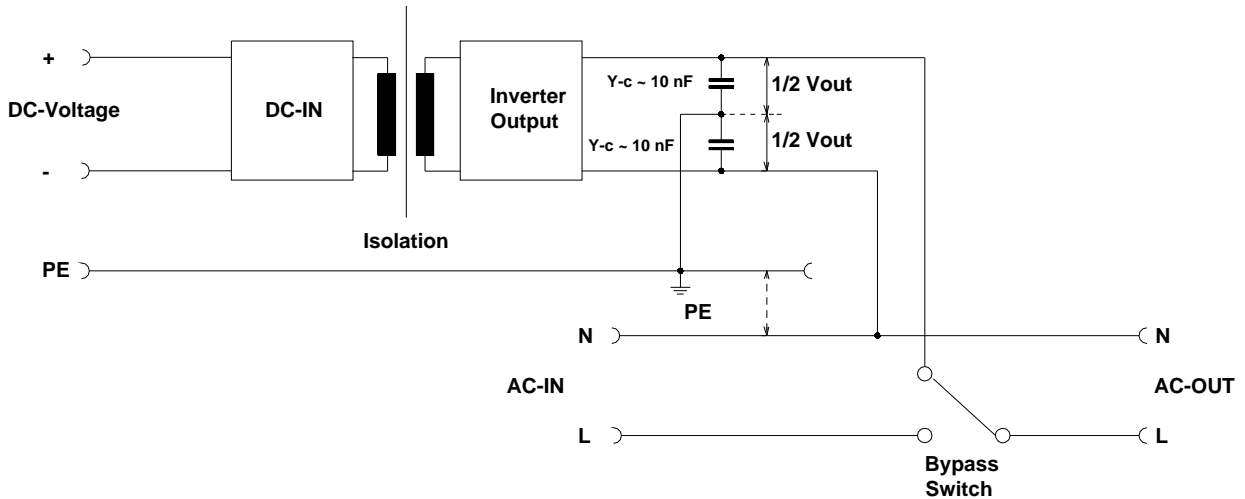 +
DC-Voltage
-
DC-IN
Isolation
Inverter
Output
Y-c ~ 10 nF
1/2 Vout
Y-c ~ 10 nF
1/2 Vout
PE
PE
N
N
AC-IN
AC-OUT
L
L
Bypass
Switch